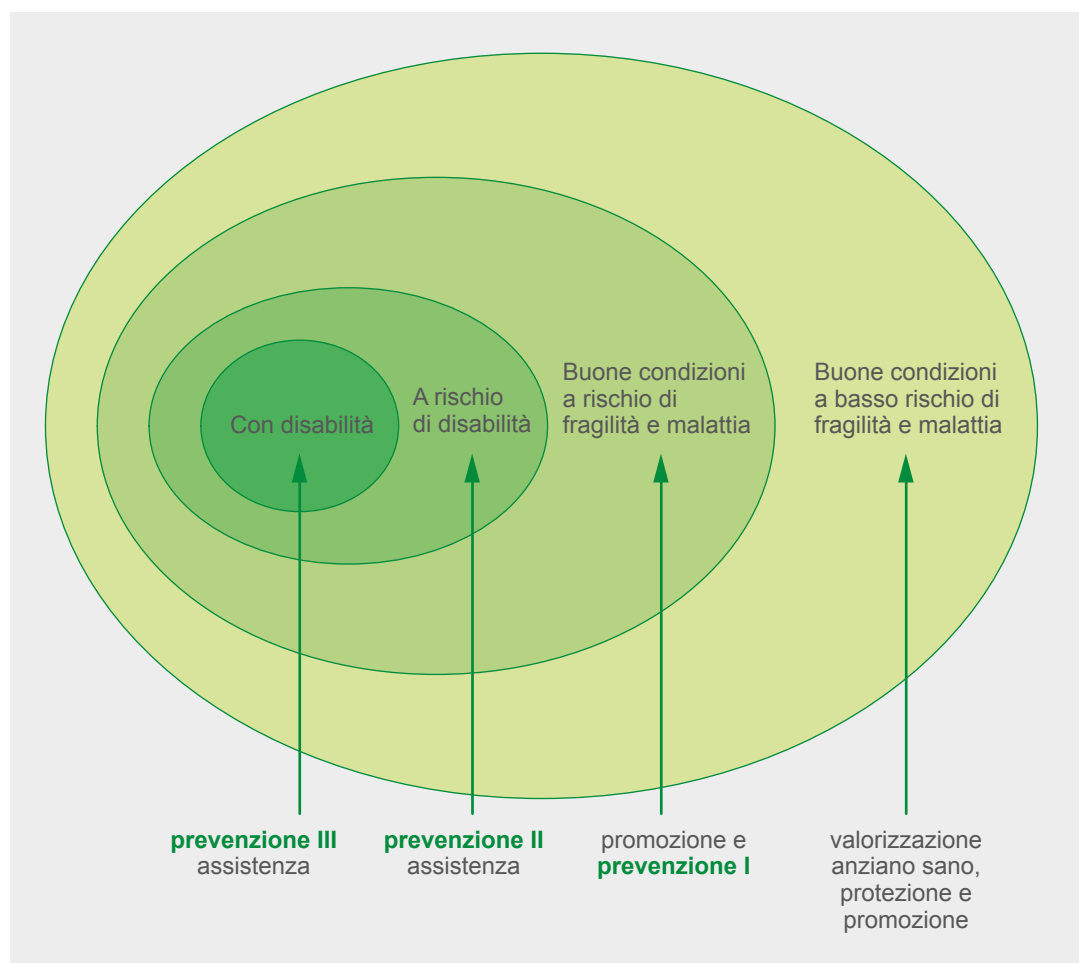 Con disabilità
A rischio
di disabilità
Buone condizioni
a rischio di
fragilità e malattia
Buone condizioni
a basso rischio di
fragilità e malattia
prevenzione III
assistenza
prevenzione II
assistenza
promozione e
prevenzione I
valorizzazione
anziano sano,
protezione e
promozione